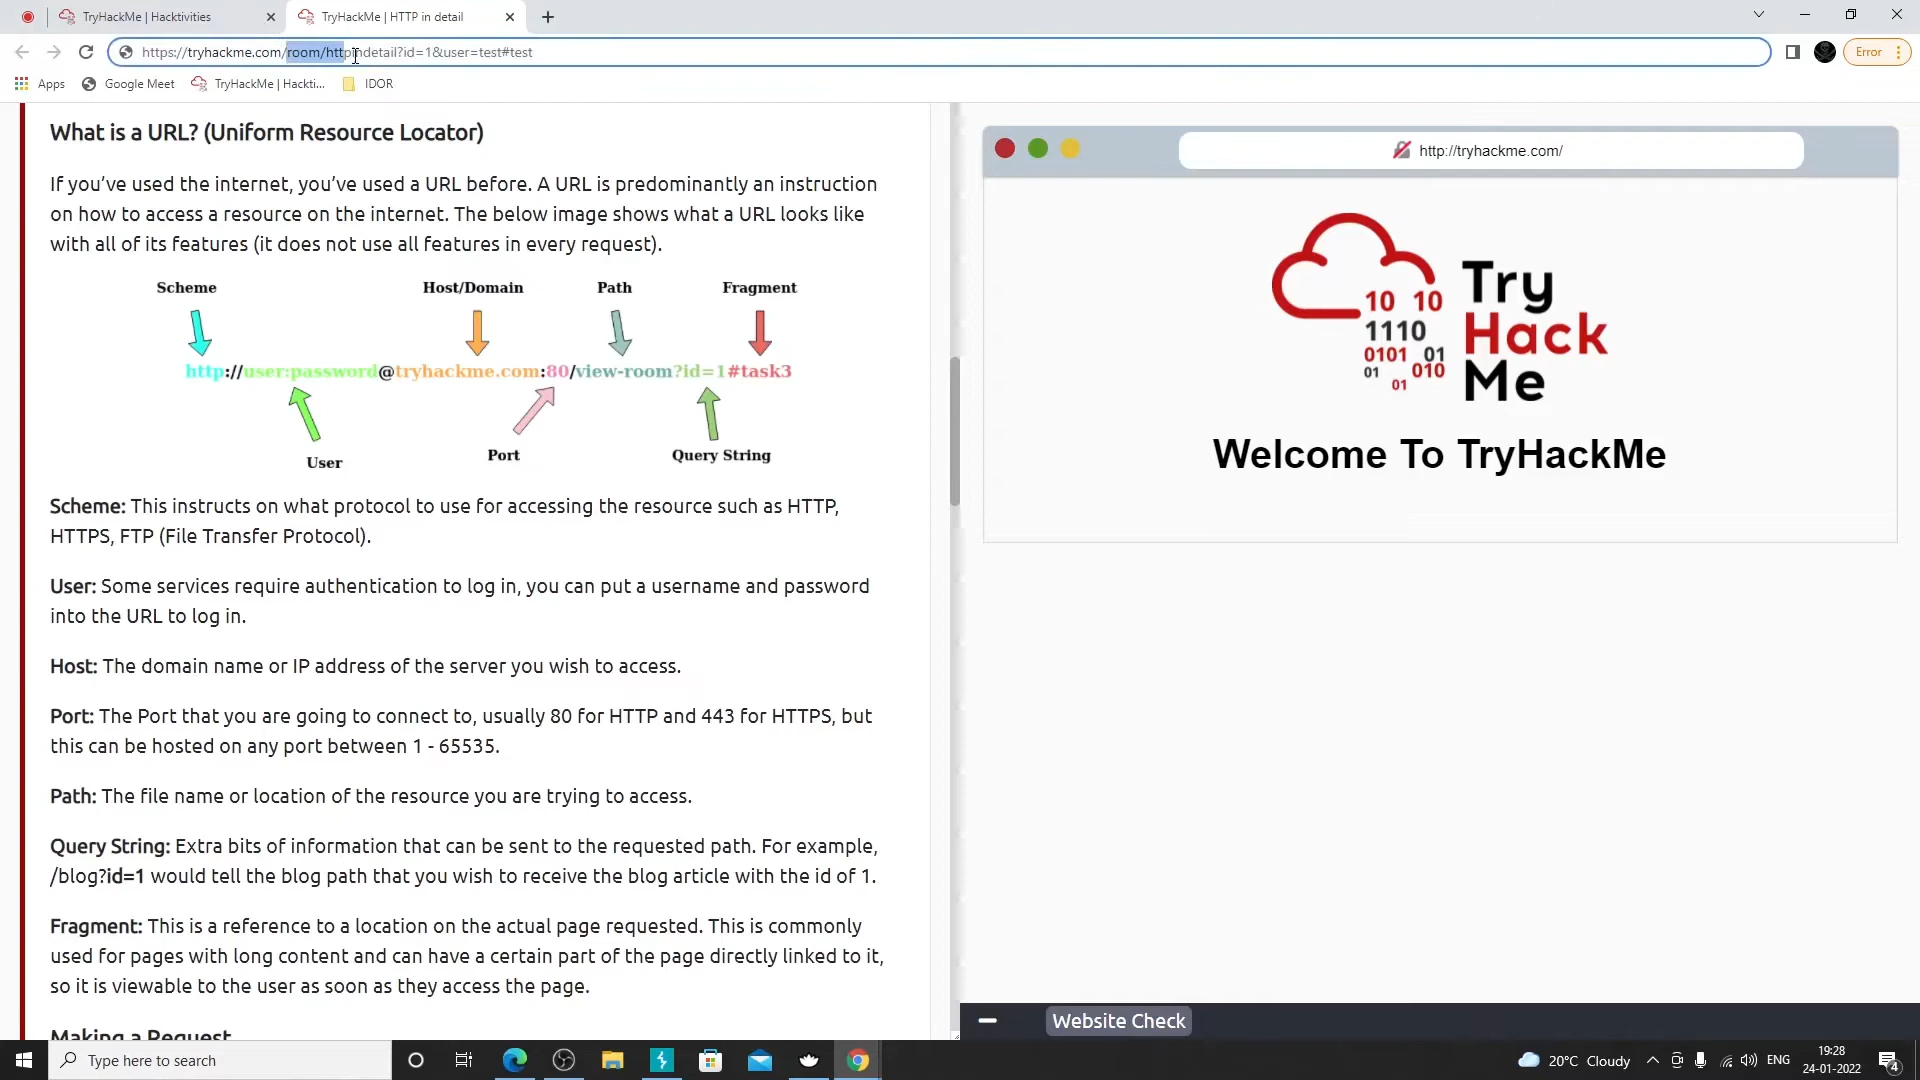 TryHackMe | Hacktivities
TryHackMe | HTTP in detail
https://tryhackme.com/room/httpindetail?id=1&user=test#test
Error
Apps
Google Meet
TryHackMe | Hackti...
IDOR
What is a URL? (Uniform Resource Locator)
If you’ve used the internet, you’ve used a URL before. A URL is predominantly an instruction
on how to access a resource on the internet. The below image shows what a URL looks like
with all of its features (it does not use all features in every request).
Scheme
Host/Domain
Path
Fragment
http://user:password@tryhackme.com:80/view-room?id=1#task3
User
Port
Query String
Scheme: This instructs on what protocol to use for accessing the resource such as HTTP,
HTTPS, FTP (File Transfer Protocol).
User: Some services require authentication to log in, you can put a username and password
into the URL to log in.
Host: The domain name or IP address of the server you wish to access.
Port: The Port that you are going to connect to, usually 80 for HTTP and 443 for HTTPS, but
this can be hosted on any port between 1 - 65535.
Path: The file name or location of the resource you are trying to access.
Query String: Extra bits of information that can be sent to the requested path. For example,
/blog?id=1 would tell the blog path that you wish to receive the blog article with the id of 1.
Fragment: This is a reference to a location on the actual page requested. This is commonly
used for pages with long content and can have a certain part of the page directly linked to it,
so it is viewable to the user as soon as they access the page.
Making a Request
http://tryhackme.com/
10 10
1110
0101 01
01 010
01
Try
Hack
Me
Welcome To TryHackMe
Website Check
Type here to search
20°C Cloudy
ENG
19:28
24-01-2022
4